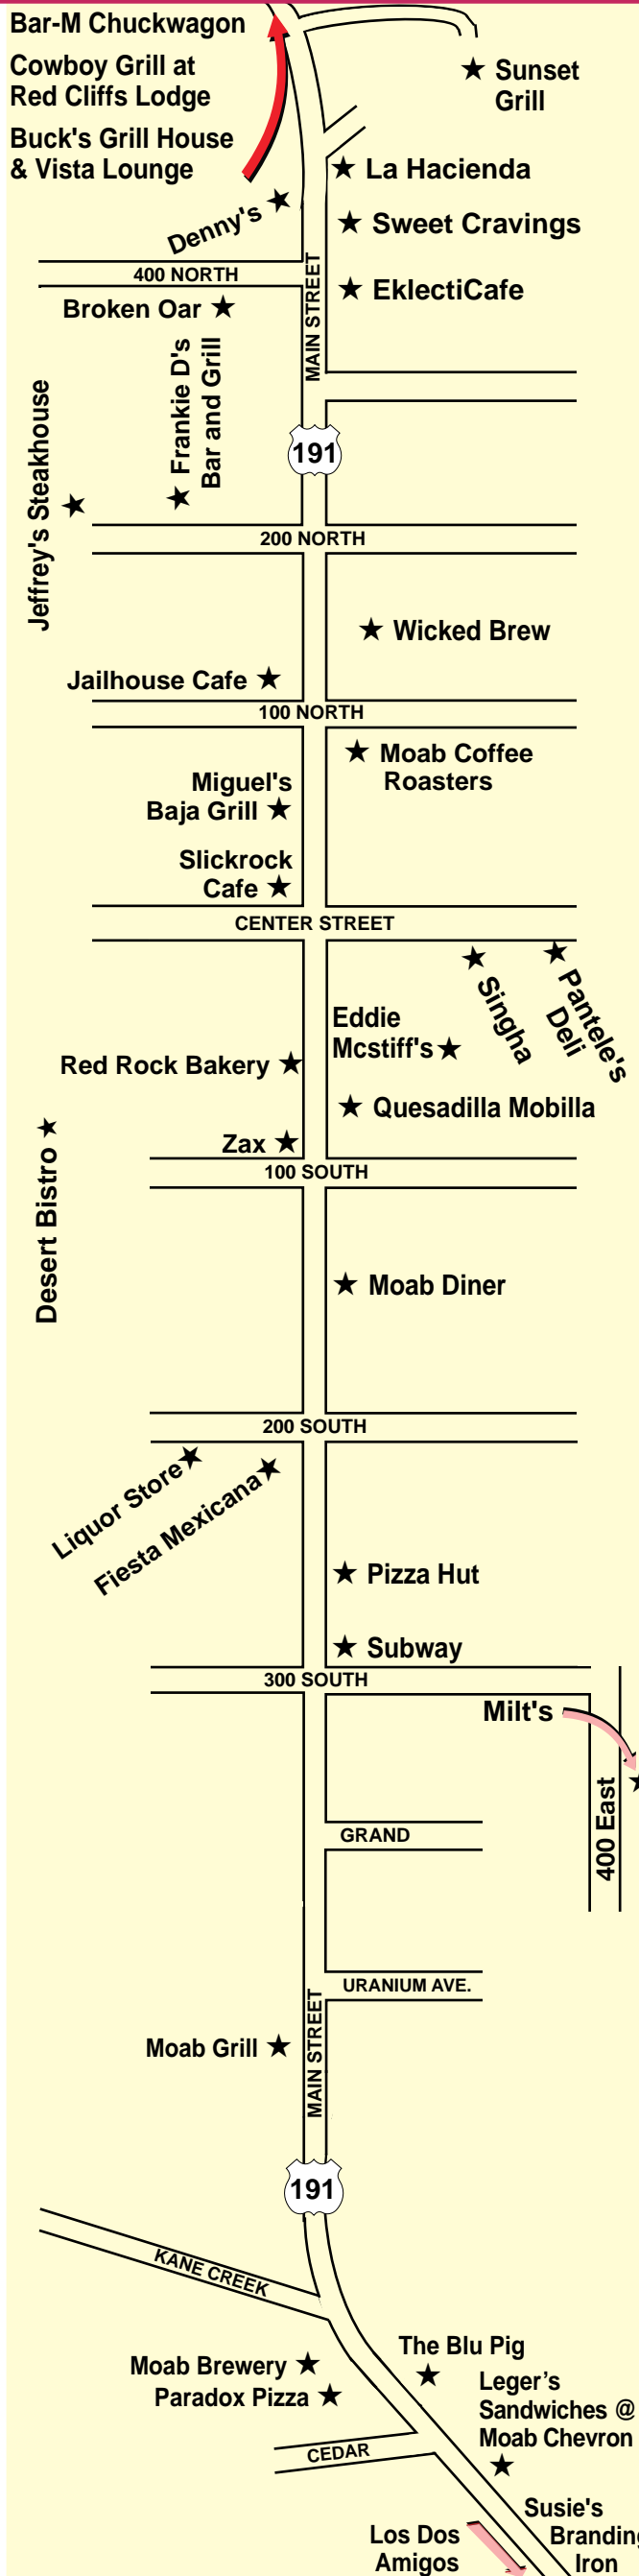 Bar-M Chuckwagon
Cowboy Grill at
Red Cliffs Lodge
Buck's Grill House
& Vista Lounge
Sunset
Grill
La Hacienda
Denny's
Sweet Cravings
400 NORTH
MAIN STREET
EklectiCafe
Broken Oar
Frankie D's
Bar and Grill
Jeffrey's Steakhouse
191
200 NORTH
Wicked Brew
Jailhouse Cafe
100 NORTH
Moab Coffee
Roasters
Miguel's
Baja Grill
Slickrock
Cafe
CENTER STREET
Singha
Pantele's
Deli
Eddie
Mcstiff's
Red Rock Bakery
Quesadilla Mobilla
Zax
100 SOUTH
Desert Bistro
Moab Diner
200 SOUTH
Liquor Store
Fiesta Mexicana
Pizza Hut
Subway
300 SOUTH
Milt's
400 East
GRAND
URANIUM AVE.
Moab Grill
MAIN STREET
191
KANE CREEK
The Blu Pig
Moab Brewery
Paradox Pizza
Leger’s
Sandwiches @
Moab Chevron
CEDAR
Susie's
Branding
Iron
Los Dos
Amigos